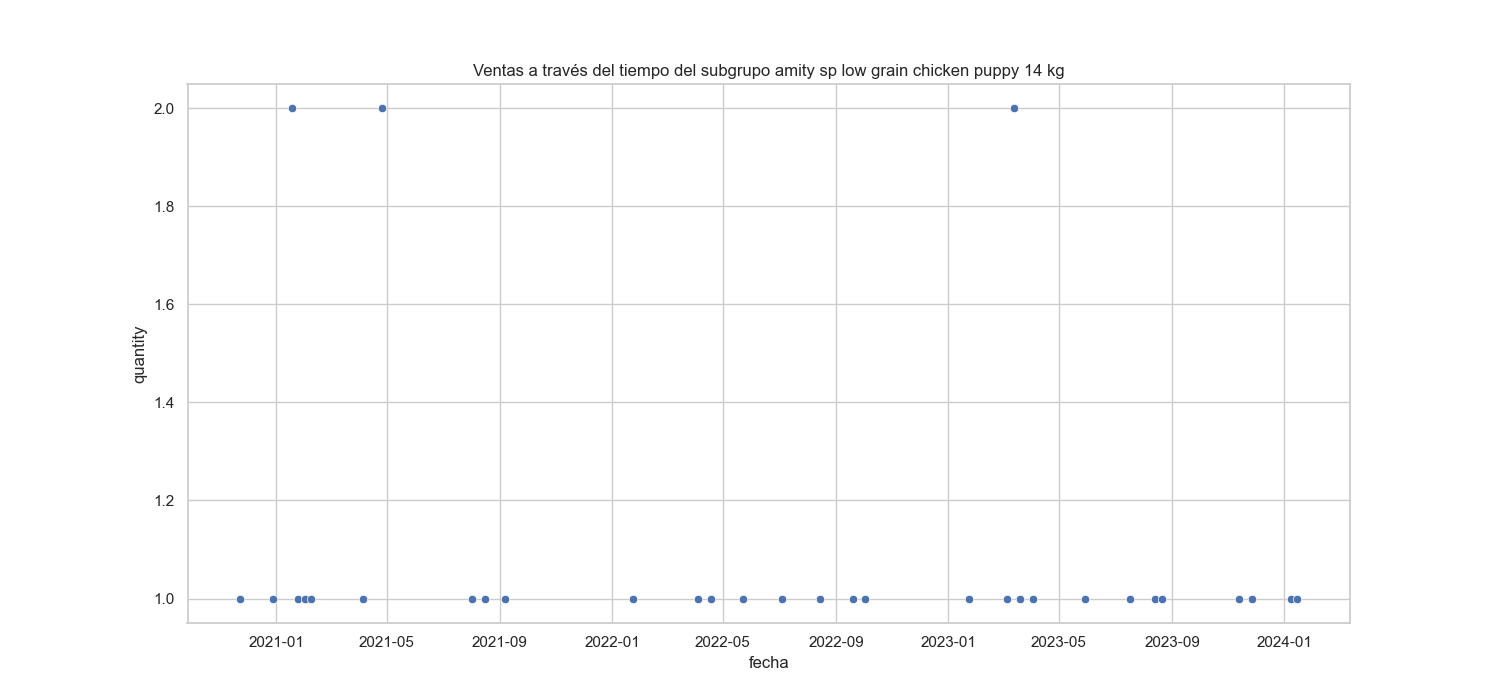 Ventas a través del tiempo del subgrupo amity sp low grain chicken puppy 14 kg
2.0
1.8
1.6
1.4
1.2
1.0
quantity
2021-01 2021-05 2021-09 2022-01 2022-05 2022-09 2023-01 2023-05 2023-09 2024-01
fecha